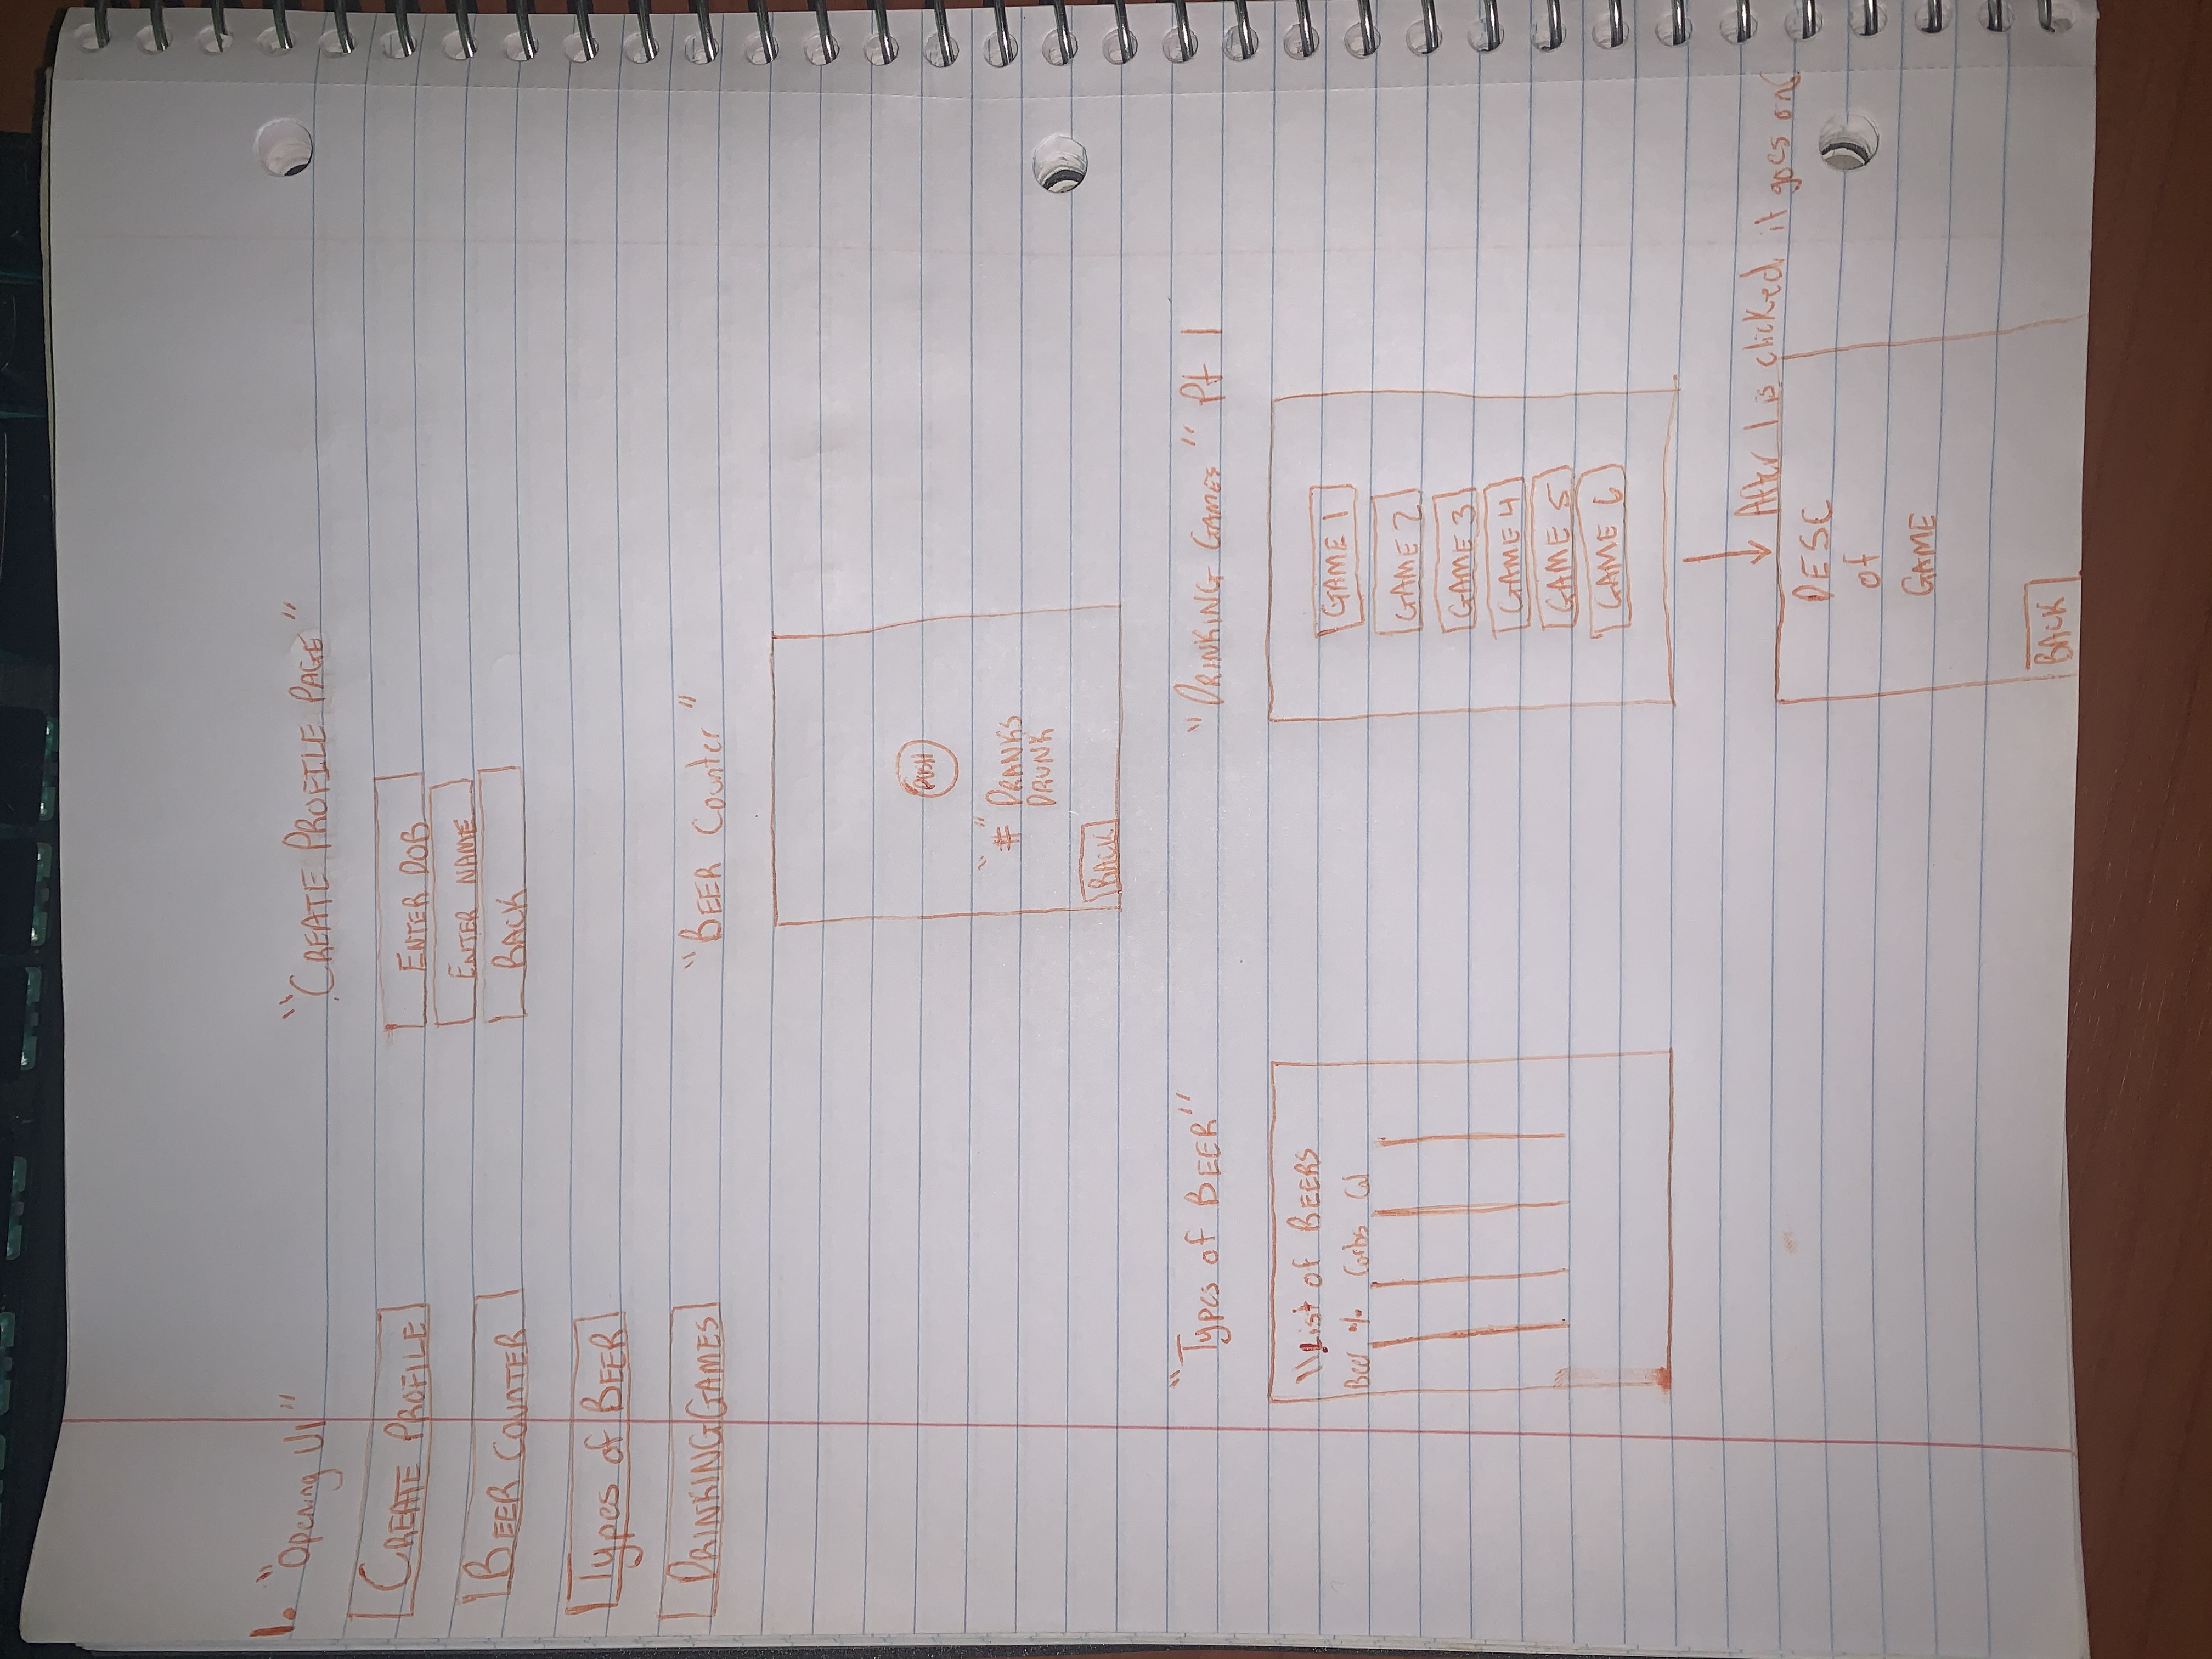 1. "Opening UI"
CREATE PROFILE
BEER COUNTER
Types of BEER
DRINKING GAMES
"CREATE PROFILE PAGE"
ENTER DOB
ENTER NAME
BACK
"BEER Counter"
PUSH
"#" DRANKS
DRUNK
BACK
"Types of BEER"
"List of BEERS
Beer % Carbs Cal
"DRINKING GAMES" Pt 1
GAME 1
GAME 2
GAME 3
GAME 4
GAME 5
GAME 6
After 1 is clicked it goes on
DESC
of
GAME
BACK